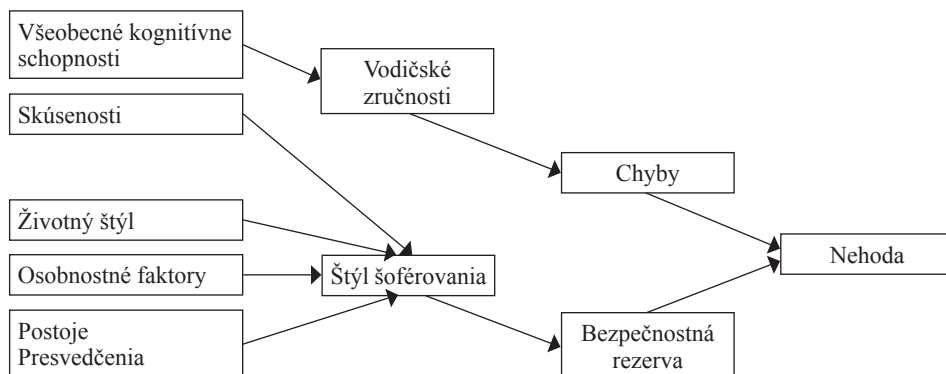 Všeobecné kognitívne
schopnosti
Skúsenosti
Životný štýl
Osobnostné faktory
Postoje
Presvedčenia
Vodičské
zručnosti
Štýl šoférovania
Chyby
Bezpečnostná
rezerva
Nehoda